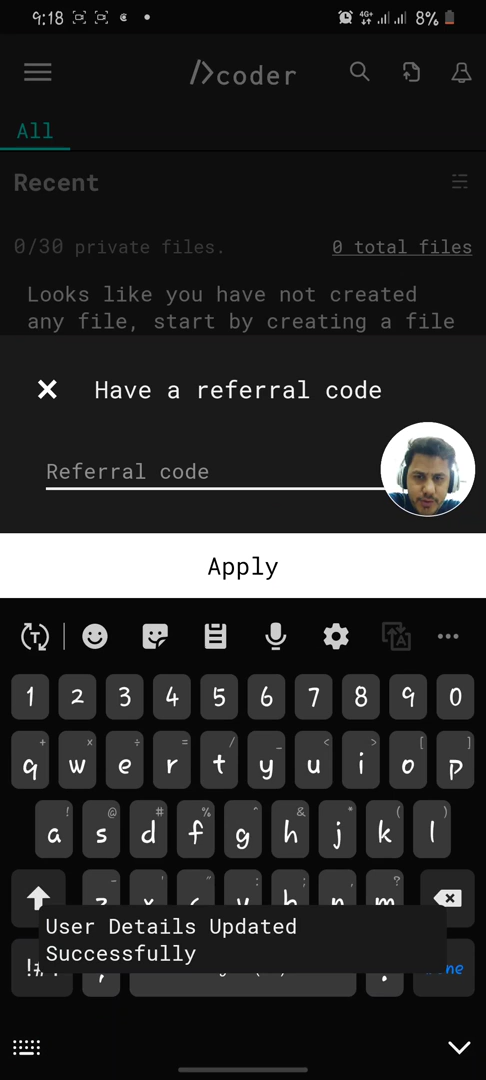 9:18 8%
/>coder
All
Recent
0/30 private files. 0 total files
Looks like you have not created
any file, start by creating a file
× Have a referral code
Referral code
Apply
1 2 3 4 5 6 7 8 9 0
q w e r t y u i o p
a s d f g h j k l
User Details Updated
Successfully